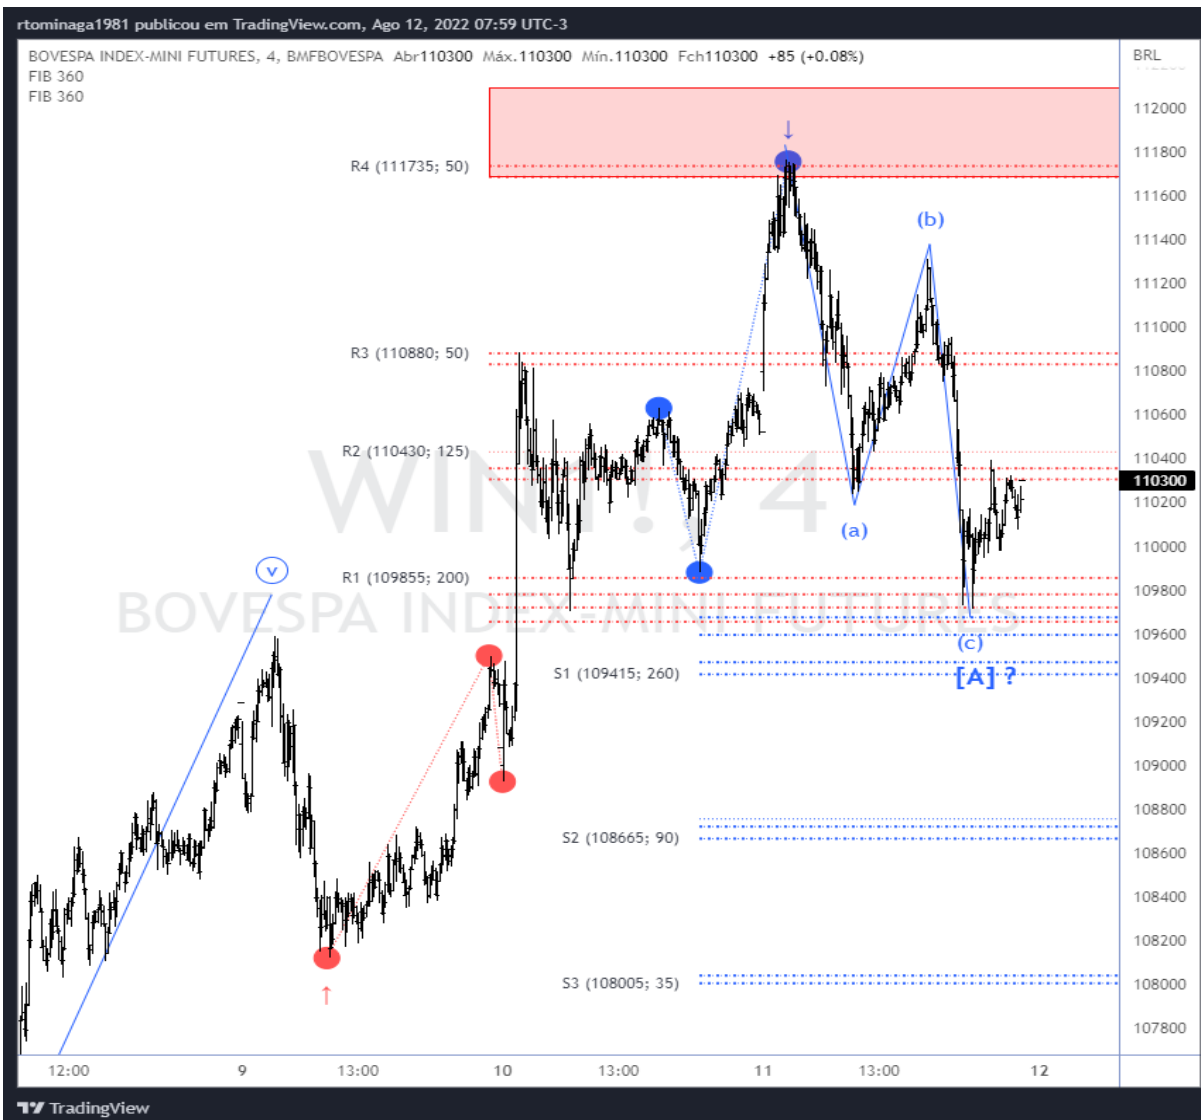 rtominaga1981 publicou em TradingView.com, Ago 12, 2022 07:59 UTC-3
BOVESPA INDEX-MINI FUTURES, 4, BMFBOVESPA Abr110300 Máx.110300 Mín.110300 Fch110300 +85 (+0.08%)
BRL
FIB 360
FIB 360
112000
↓
111800
R4 (111735; 50)
111600
(b)
111400
111200
111000
R3 (110880; 50)
110800
110600
R2 (110430; 125)
110400
110300
110200
WIN1!, 4
(a)
110000
v
R1 (109855; 200)
109800
BOVESPA INDEX-MINI FUTURES
109600
(c)
S1 (109415; 260)
[A] ?
109400
109200
109000
108800
S2 (108665; 90)
108600
108400
108200
S3 (108005; 35)
108000
↑
107800
12:00 9 13:00 10 13:00 11 13:00 12
TradingView